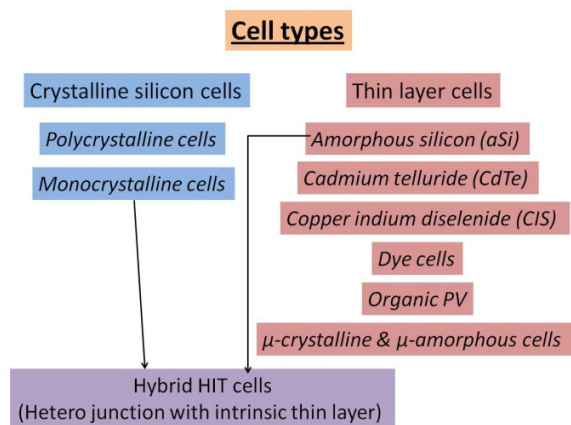 Cell types
Crystalline silicon cells
Polycrystalline cells
Monocrystalline cells
Thin layer cells
Amorphous silicon (aSi)
Cadmium telluride (CdTe)
Copper indium diselenide (CIS)
Dye cells
Organic PV
µ-crystalline & µ-amorphous cells
Hybrid HIT cells
(Hetero junction with intrinsic thin layer)